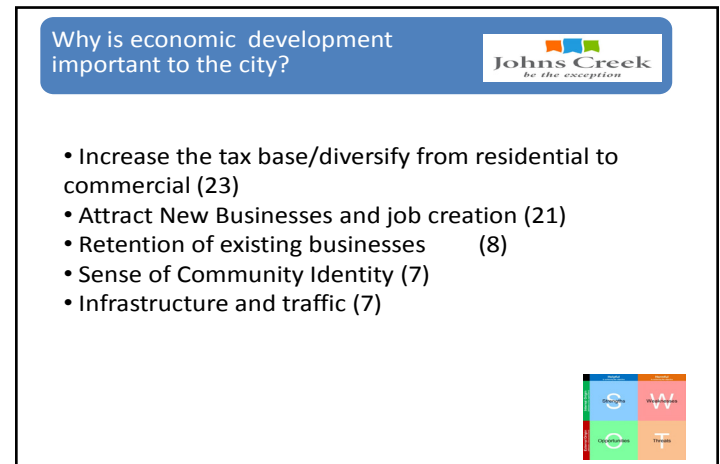 Why is economic development
important to the city?
Johns Creek
be the exception
• Increase the tax base/diversify from residential to
commercial (23)
• Attract New Businesses and job creation (21)
• Retention of existing businesses (8)
• Sense of Community Identity (7)
• Infrastructure and traffic (7)
S Strengths
W Weaknesses
O Opportunities
T Threats